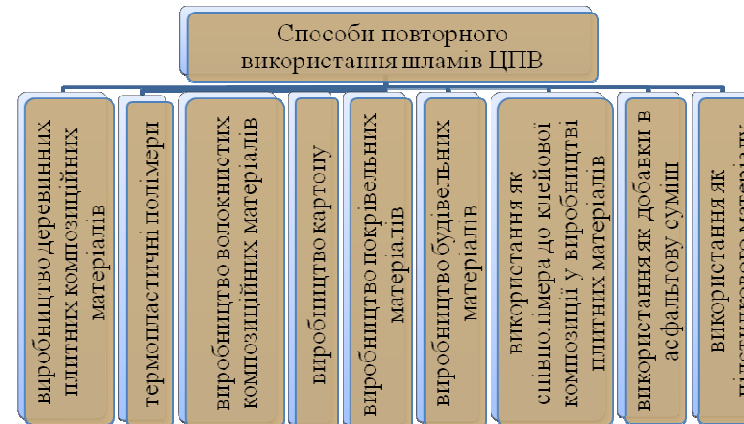 Способи повторного
використання шламів ЦПВ
виробництво деревинних
плитних композиційних
матеріалів
термопластичні полімери
виробництво волокнистих
композиційних матеріалів
виробництво картону
виробництво покрівельних
матеріалів
виробництво будівельних
матеріалів
використання як
співполімера до клейової
композиції у виробництві
плитних матеріалів
використання як добавки в
асфальтову суміш
використання як